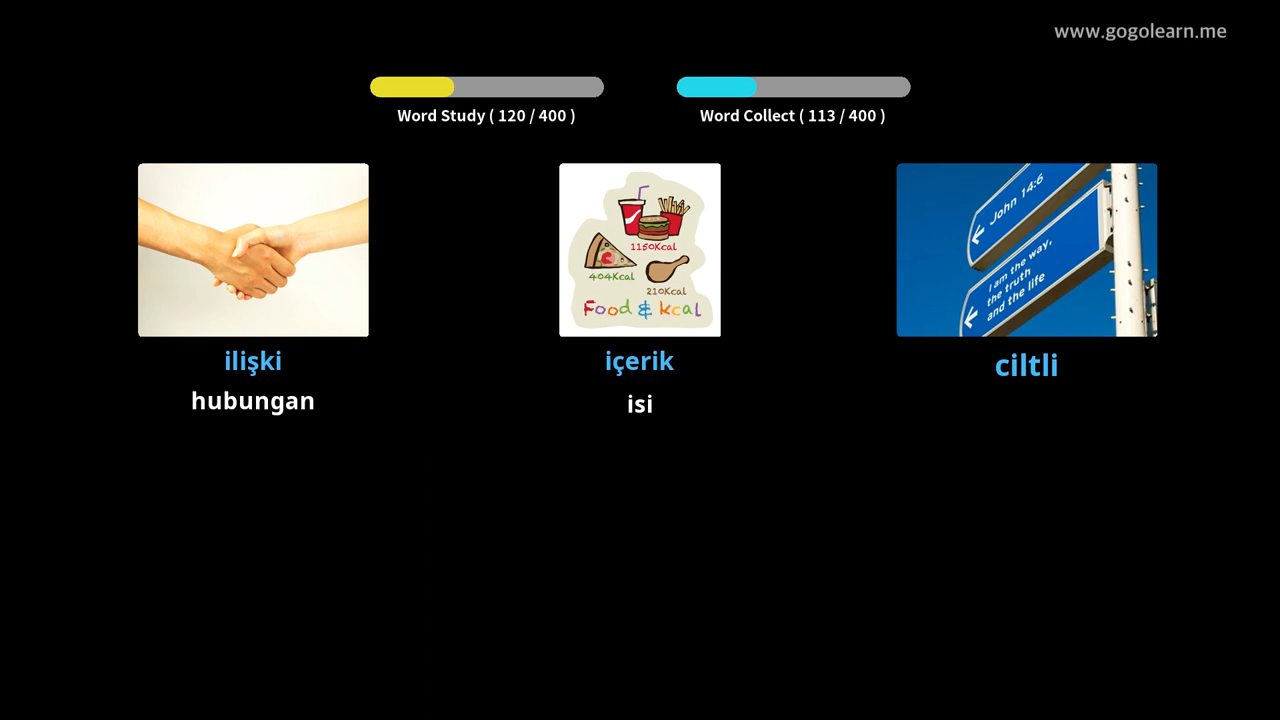 www.gogolearn.me
Word Study ( 120 / 400 )
Word Collect ( 113 / 400 )
1150Kcal
404Kcal
210Kcal
Food & kcal
John 14:6
I am the way,
the truth
and the life
ilişki
içerik
ciltli
hubungan
isi